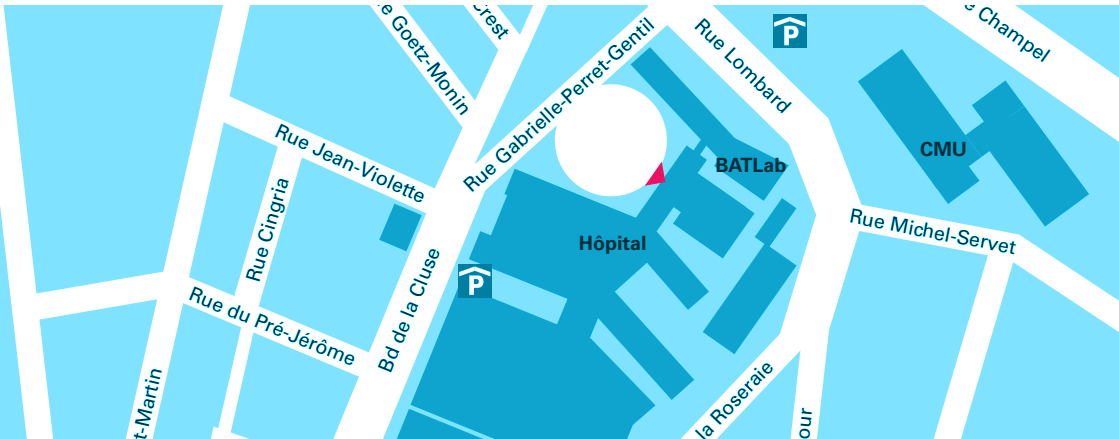 Crest
e Goetz-Monin
Rue Gabrielle-Perret-Gentil
Rue Lombard
P
e Champel
Rue Jean-Violette
BATLab
CMU
Rue Cingria
Hôpital
Rue Michel-Servet
P
Rue du Pré-Jérôme
Bd de la Cluse
t-Martin
la Roseraie
our